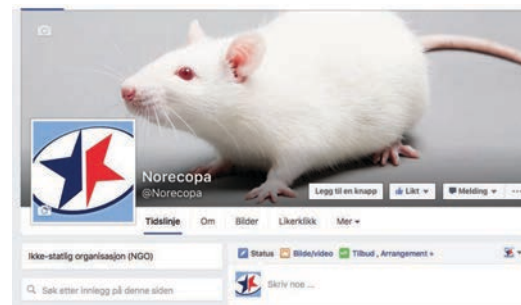 Norecopa
@Norecopa
Legg til en knapp Likt Melding
Tidslinje Om Bilder Likerklikk Mer
Ikke-statlig organisasjon (NGO)
Status Bilde/video Tilbud , Arrangement +
Søk etter innlegg på denne siden
Skriv noe ...